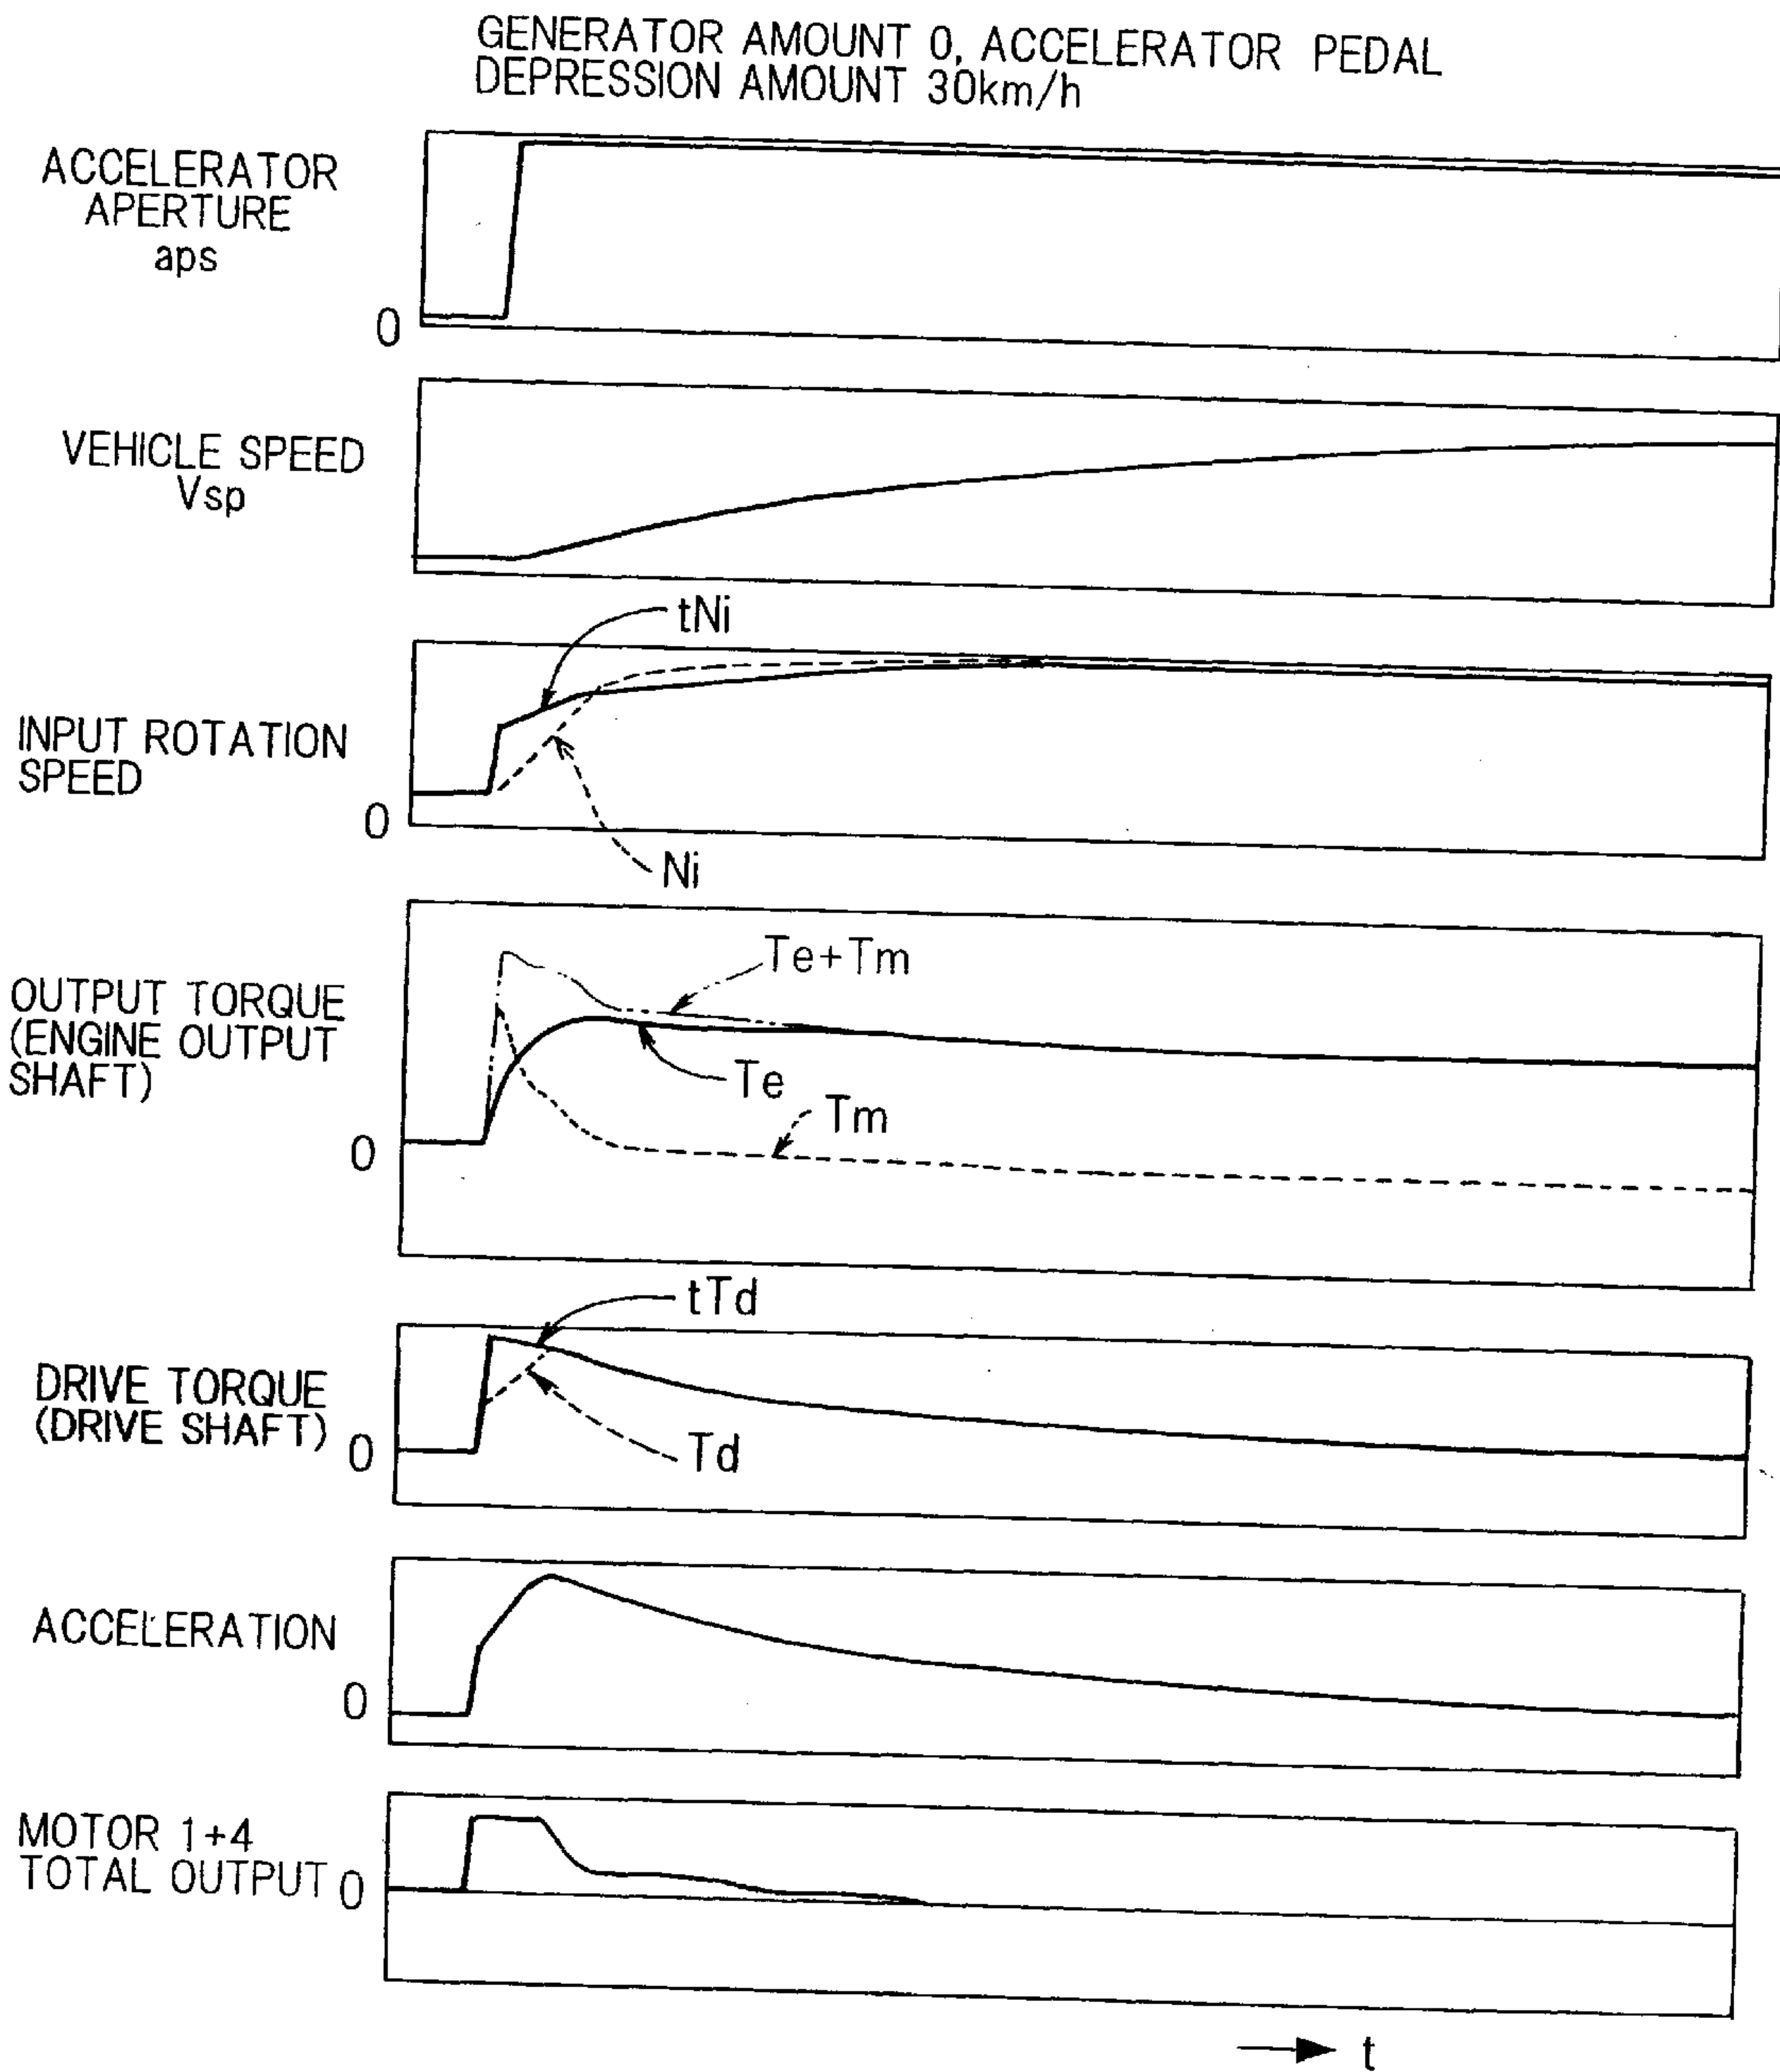 GENERATOR AMOUNT 0, ACCELERATOR PEDAL
DEPRESSION AMOUNT 30km/h
ACCELERATOR
APERTURE
aps
0
VEHICLE SPEED
Vsp
tNi
INPUT ROTATION
SPEED
0
Ni
Te+Tm
OUTPUT TORQUE
(ENGINE OUTPUT
SHAFT)
Te
Tm
0
tTd
DRIVE TORQUE
(DRIVE SHAFT)
0
Td
ACCELERATION
0
MOTOR 1+4
TOTAL OUTPUT
0
t